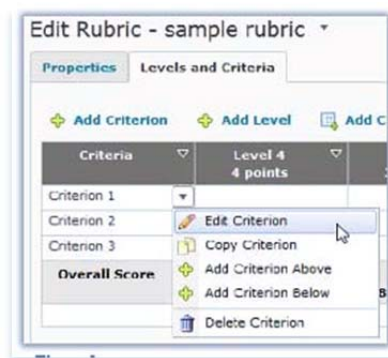 Edit Rubric - sample rubric
Properties Levels and Criteria
Add Criterion Add Level Add C
Criteria Level 4
4 points
Criterion 1
Criterion 2 Edit Criterion
Criterion 3 Copy Criterion
Overall Score Add Criterion Above
Add Criterion Below
Delete Criterion